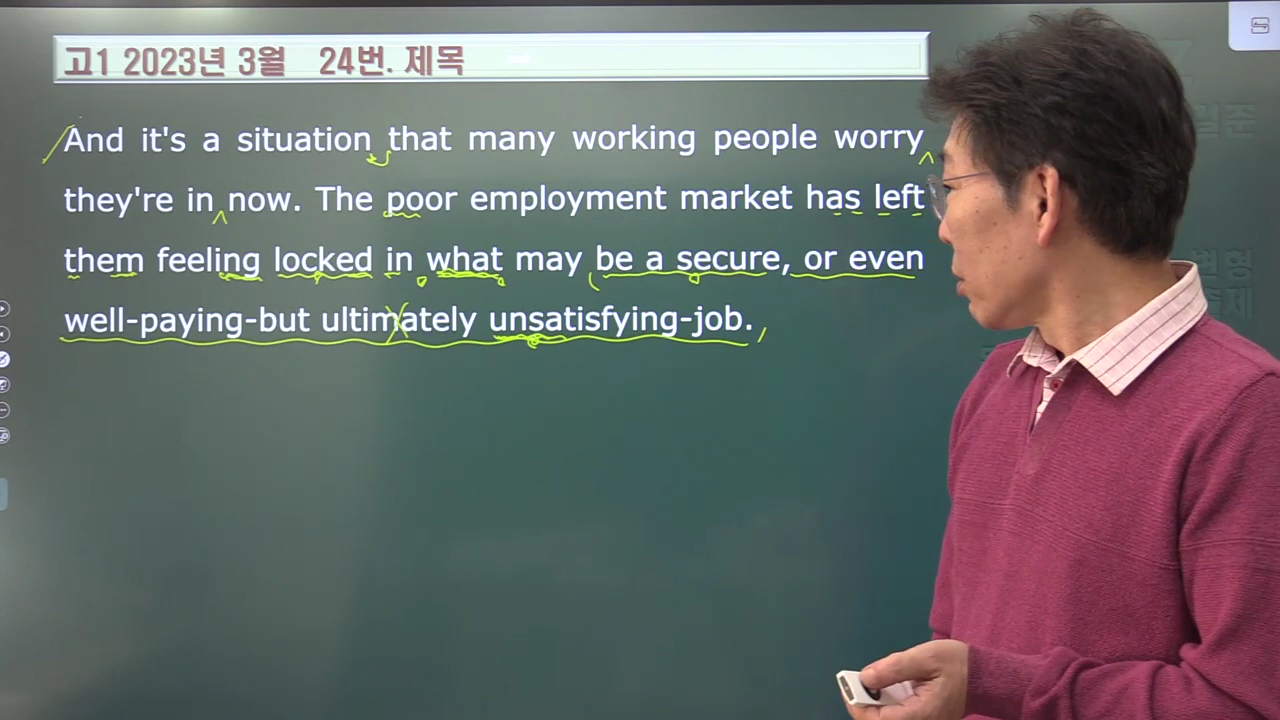 고1 2023년 3월 24번. 제목
And it's a situation that many working people worry
they're in now. The poor employment market has left
them feeling locked in what may be a secure, or even
well-paying-but ultimately unsatisfying-job.